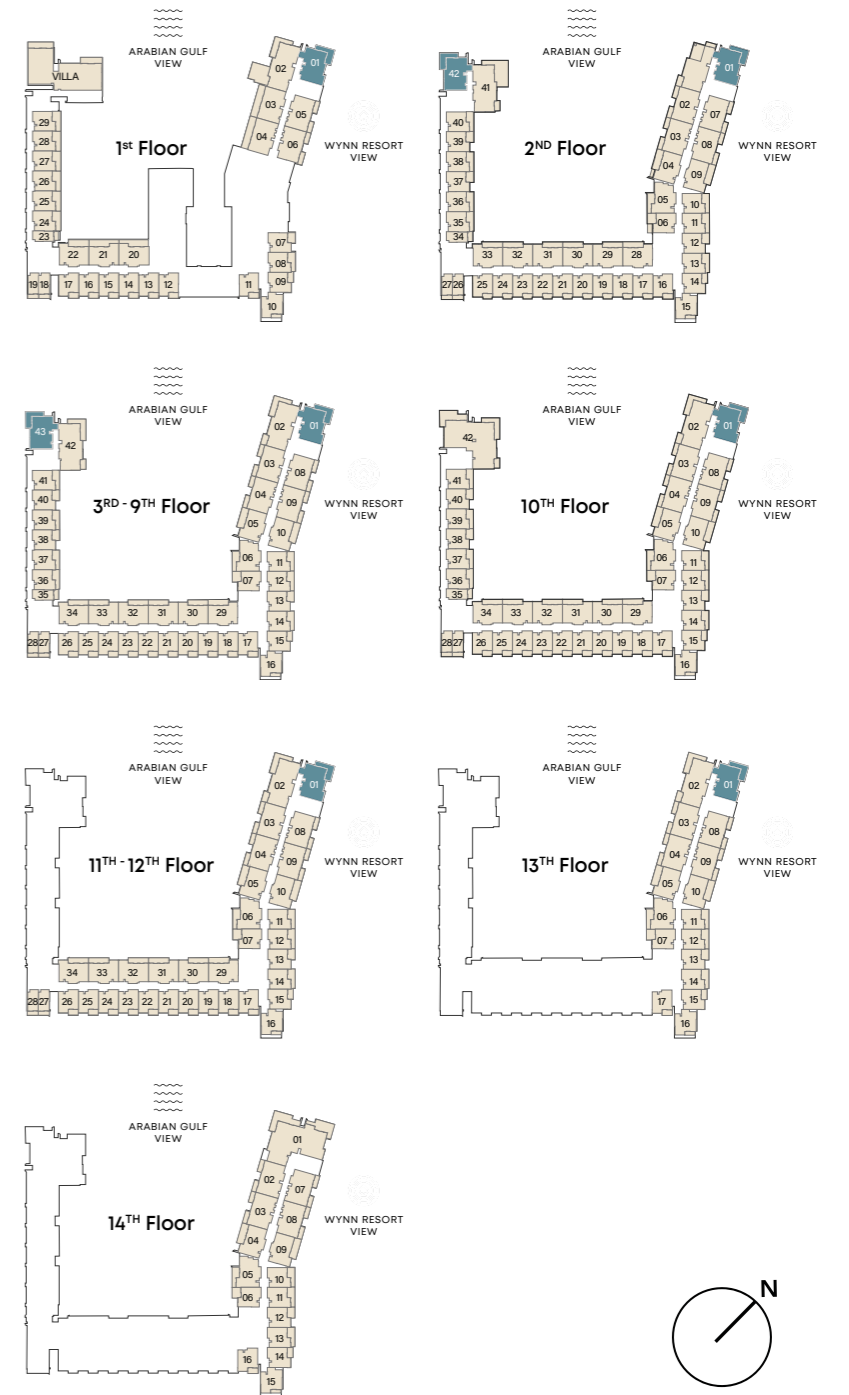 ARABIAN GULF
VIEW
VILLA
02
01
03
05
04
06
29
28
27
26
25
24
23
1st Floor
WYNN RESORT
VIEW
22 21 20
07
08
09
10
19 18 17 16 15 14 13 12
11
ARABIAN GULF
VIEW
42
41
01
02
07
03
08
04
09
40
39
38
37
36
35
34
2ND Floor
WYNN RESORT
VIEW
05
06
10
11
12
13
14
15
33 32 31 30 29 28
27 26 25 24 23 22 21 20 19 18 17 16
ARABIAN GULF
VIEW
43
42
02
01
03
08
04
09
05
10
41
40
39
38
37
36
35
3RD - 9TH Floor
WYNN RESORT
VIEW
06
07
11
12
13
14
15
16
34 33 32 31 30 29
28 27 26 25 24 23 22 21 20 19 18 17
ARABIAN GULF
VIEW
42
02
01
03
08
04
09
05
10
41
40
39
38
37
36
35
10TH Floor
WYNN RESORT
VIEW
06
07
11
12
13
14
15
16
34 33 32 31 30 29
28 27 26 25 24 23 22 21 20 19 18 17
ARABIAN GULF
VIEW
02
01
03
08
04
09
05
10
11TH - 12TH Floor
WYNN RESORT
VIEW
06
07
11
12
13
14
15
16
34 33 32 31 30 29
28 27 26 25 24 23 22 21 20 19 18 17
ARABIAN GULF
VIEW
02
01
03
08
04
09
05
10
13TH Floor
WYNN RESORT
VIEW
06
07
11
12
13
14
15
16
17
ARABIAN GULF
VIEW
01
02
07
03
08
04
09
14TH Floor
WYNN RESORT
VIEW
05
06
10
11
12
13
14
15
16
N